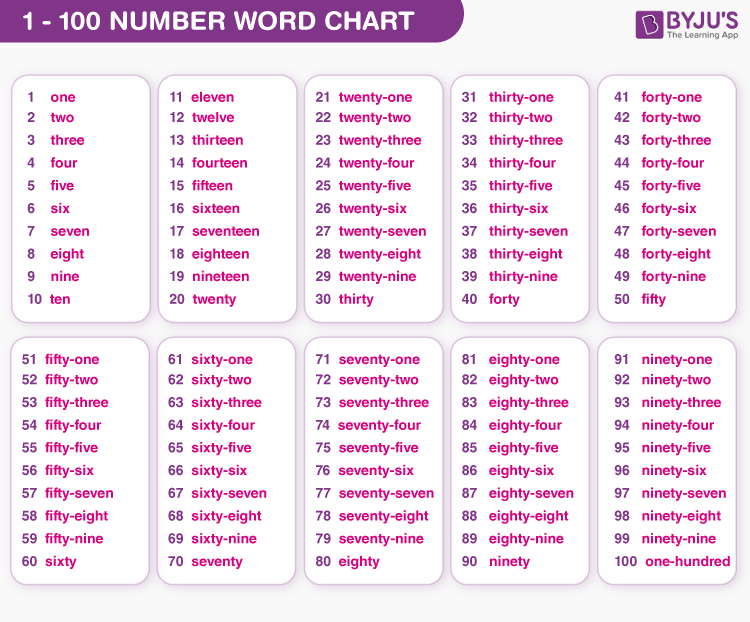 1 - 100 NUMBER WORD CHART
BYJU'S
The Learning App
1 one
2 two
3 three
4 four
5 five
6 six
7 seven
8 eight
9 nine
10 ten
11 eleven
12 twelve
13 thirteen
14 fourteen
15 fifteen
16 sixteen
17 seventeen
18 eighteen
19 nineteen
20 twenty
21 twenty-one
22 twenty-two
23 twenty-three
24 twenty-four
25 twenty-five
26 twenty-six
27 twenty-seven
28 twenty-eight
29 twenty-nine
30 thirty
31 thirty-one
32 thirty-two
33 thirty-three
34 thirty-four
35 thirty-five
36 thirty-six
37 thirty-seven
38 thirty-eight
39 thirty-nine
40 forty
41 forty-one
42 forty-two
43 forty-three
44 forty-four
45 forty-five
46 forty-six
47 forty-seven
48 forty-eight
49 forty-nine
50 fifty
51 fifty-one
52 fifty-two
53 fifty-three
54 fifty-four
55 fifty-five
56 fifty-six
57 fifty-seven
58 fifty-eight
59 fifty-nine
60 sixty
61 sixty-one
62 sixty-two
63 sixty-three
64 sixty-four
65 sixty-five
66 sixty-six
67 sixty-seven
68 sixty-eight
69 sixty-nine
70 seventy
71 seventy-one
72 seventy-two
73 seventy-three
74 seventy-four
75 seventy-five
76 seventy-six
77 seventy-seven
78 seventy-eight
79 seventy-nine
80 eighty
81 eighty-one
82 eighty-two
83 eighty-three
84 eighty-four
85 eighty-five
86 eighty-six
87 eighty-seven
88 eighty-eight
89 eighty-nine
90 ninety
91 ninety-one
92 ninety-two
93 ninety-three
94 ninety-four
95 ninety-five
96 ninety-six
97 ninety-seven
98 ninety-eight
99 ninety-nine
100 one-hundred